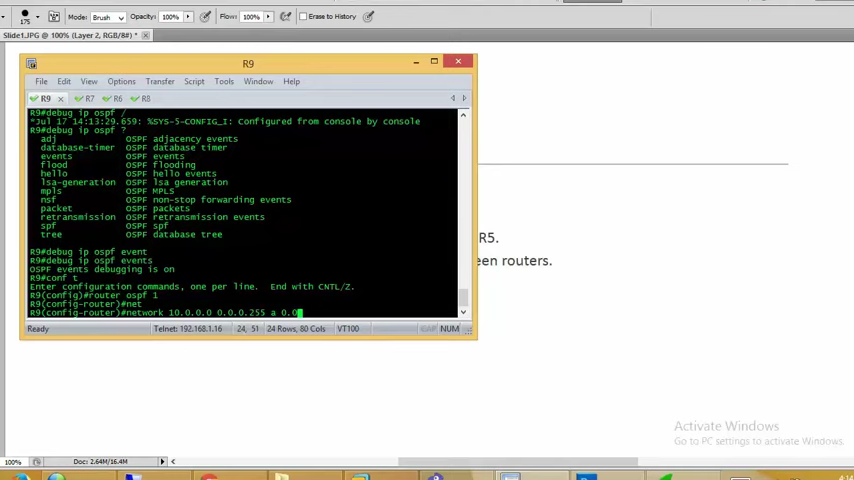 175 Mode: Brush Opacity: 100% Flow: 100% Erase to History
Slide1.JPG @ 100% (Layer 2, RGB/8#) *
R9
File Edit View Options Transfer Script Tools Window Help
R9 R7 R6 R8
R9#debug ip ospf /
*Jul 17 14:13:29.659: %SYS-5-CONFIG_I: Configured from console by console
R9#debug ip ospf ?
adj OSPF adjacency events
database-timer OSPF database timer
events OSPF events
flood OSPF flooding
hello OSPF hello events
lsa-generation OSPF lsa generation
mpls OSPF MPLS
nsf OSPF non-stop forwarding events
packet OSPF packets
retransmission OSPF retransmission events
spf OSPF spf
tree OSPF database tree
R9#debug ip ospf event
R9#debug ip ospf events
OSPF events debugging is on
R9#conf t
Enter configuration commands, one per line. End with CNTL/Z.
R9(config)#router ospf 1
R9(config-router)#net
R9(config-router)#network 10.0.0.0 0.0.0.255 a 0.0
Ready Telnet: 192.168.1.16 24, 51 24 Rows, 80 Cols VT100 CAP NUM
R5.
een routers.
Activate Windows
Go to PC settings to activate Windows.
100% Doc: 2.64M/16.4M
4:14